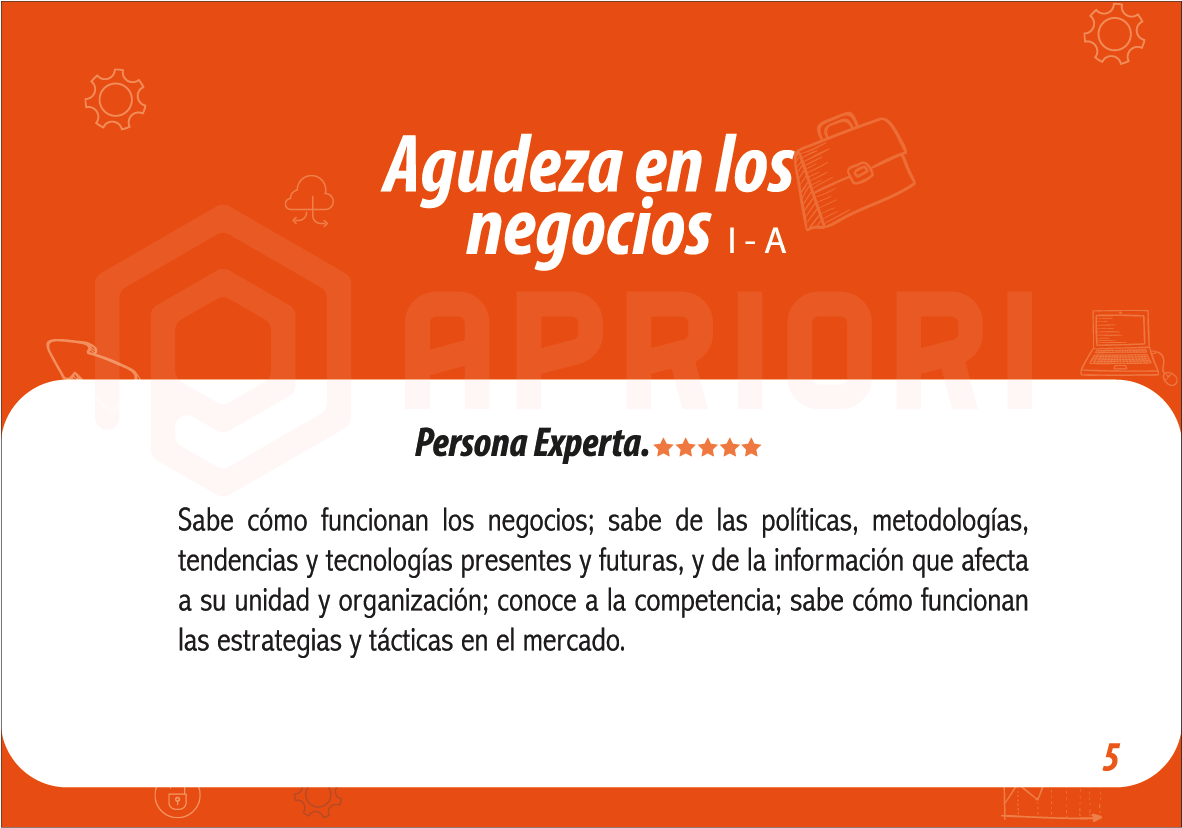 Agudeza en los
negocios I - A
APRIORI
Persona Experta.
Sabe cómo funcionan los negocios; sabe de las políticas, metodologías,
tendencias y tecnologías presentes y futuras, y de la información que afecta
a su unidad y organización; conoce a la competencia; sabe cómo funcionan
las estrategias y tácticas en el mercado.
5